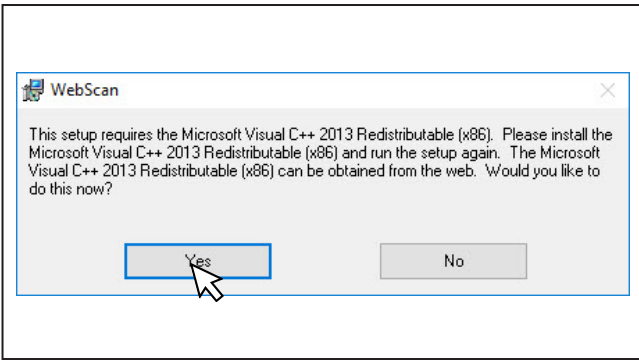 WebScan
This setup requires the Microsoft Visual C++ 2013 Redistributable (x86). Please install the
Microsoft Visual C++ 2013 Redistributable (x86) and run the setup again. The Microsoft
Visual C++ 2013 Redistributable (x86) can be obtained from the web. Would you like to
do this now?
Yes
No